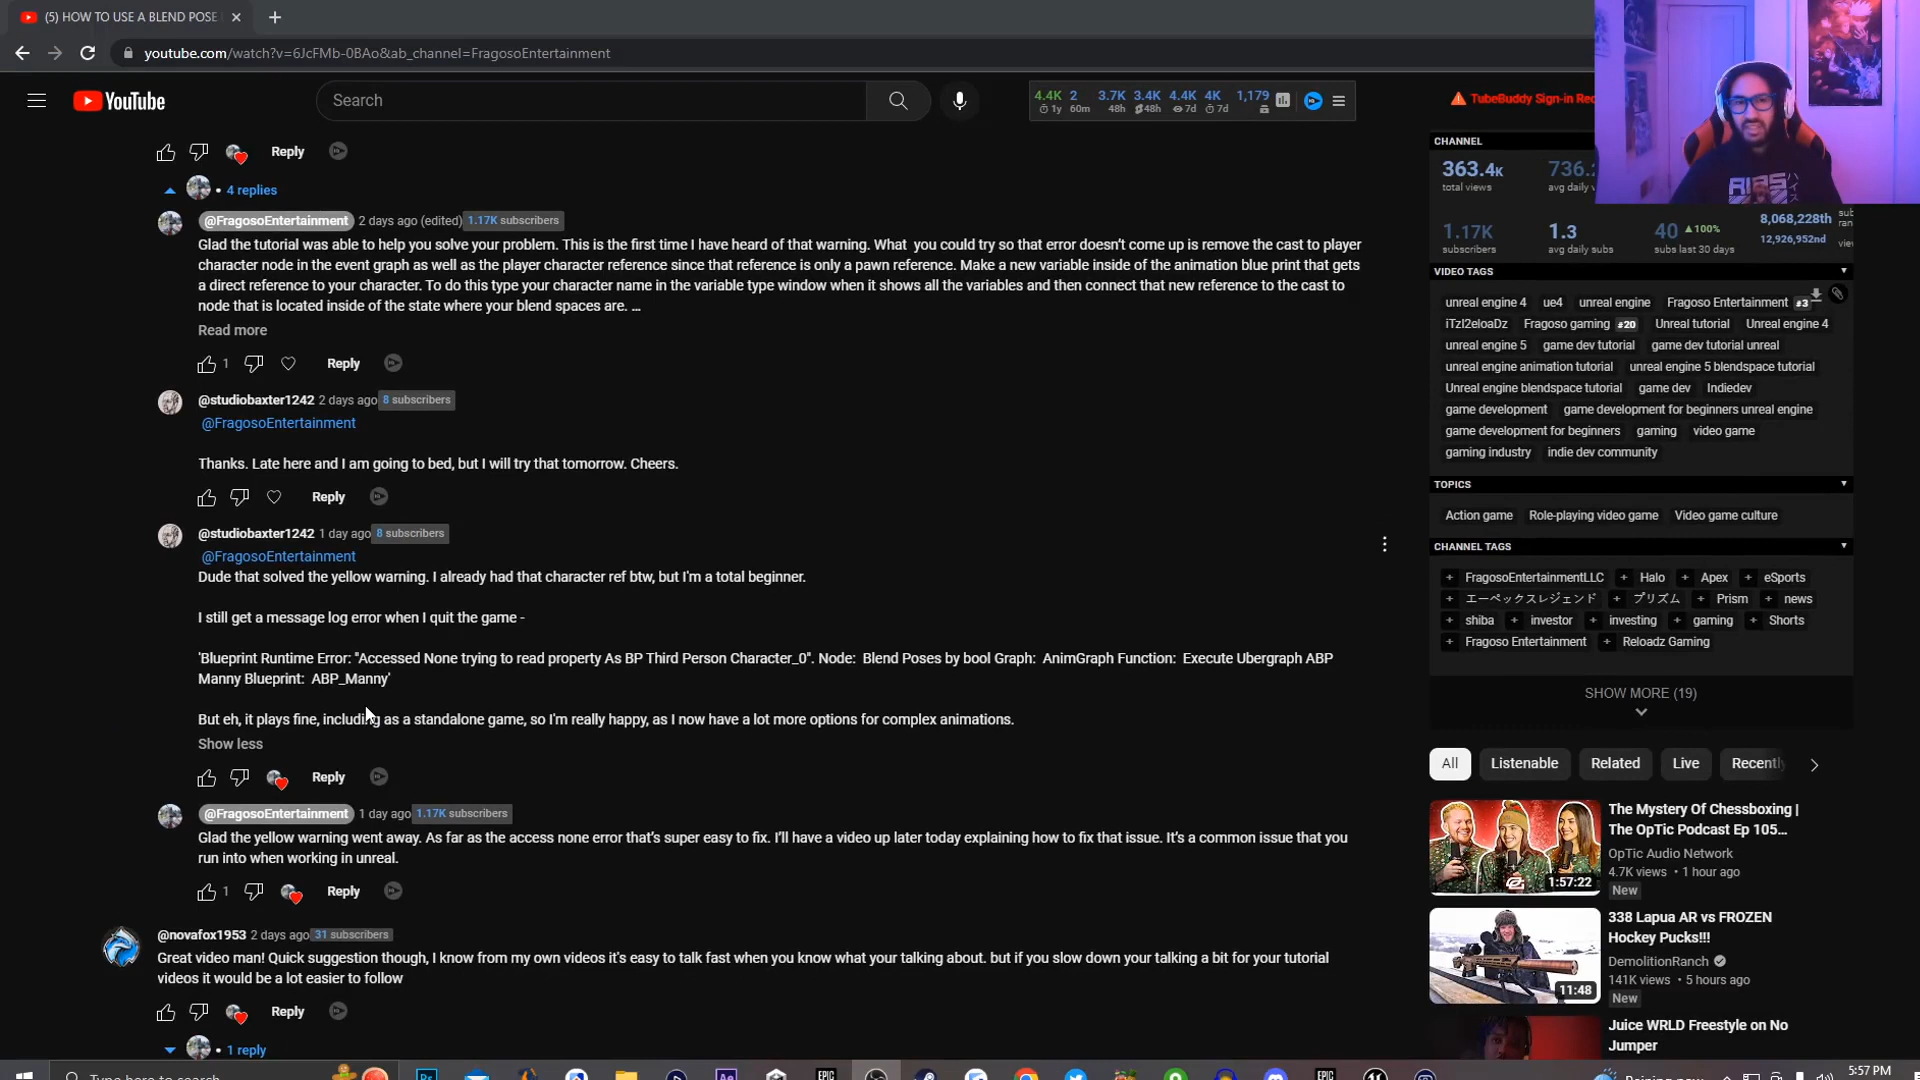 (5) HOW TO USE A BLEND POSE
youtube.com/watch?v=6JcFMb-0BAo&ab_channel=FragosoEntertainment
YouTube
Search
4.4K 2 3.7K 3.4K 4.4K 4K 1,179
1y 60m 48h 48h 7d 7d
TubeBuddy Sign-in Rec
Reply
4 replies
@FragosoEntertainment 2 days ago (edited) 1.17K subscribers
Glad the tutorial was able to help you solve your problem. This is the first time I have heard of that warning. What you could try so that error doesn't come up is remove the cast to player
character node in the event graph as well as the player character reference since that reference is only a pawn reference. Make a new variable inside of the animation blue print that gets
a direct reference to your character. To do this type your character name in the variable type window when it shows all the variables and then connect that new reference to the cast to
node that is located inside of the state where your blend spaces are. ...
Read more
1 Reply
@studiobaxter1242 2 days ago 8 subscribers
@FragosoEntertainment
Thanks. Late here and I am going to bed, but I will try that tomorrow. Cheers.
Reply
@studiobaxter1242 1 day ago 8 subscribers
@FragosoEntertainment
Dude that solved the yellow warning. I already had that character ref btw, but I'm a total beginner.
I still get a message log error when I quit the game -
'Blueprint Runtime Error: "Accessed None trying to read property As BP Third Person Character_0". Node: Blend Poses by bool Graph: AnimGraph Function: Execute Ubergraph ABP
Manny Blueprint: ABP_Manny'
But eh, it plays fine, including as a standalone game, so I'm really happy, as I now have a lot more options for complex animations.
Show less
Reply
@FragosoEntertainment 1 day ago 1.17K subscribers
Glad the yellow warning went away. As far as the access none error that's super easy to fix. I'll have a video up later today explaining how to fix that issue. It's a common issue that you
run into when working in unreal.
1 Reply
@novafox1953 2 days ago 31 subscribers
Great video man! Quick suggestion though, I know from my own videos it's easy to talk fast when you know what your talking about. but if you slow down your talking a bit for your tutorial
videos it would be a lot easier to follow
Reply
1 reply
CHANNEL
363.4K 736.
total views avg daily v
1.17K 1.3 40 ▲100% 8,068,228th
12,926,952nd
subscribers avg daily subs subs last 30 days
VIDEO TAGS
unreal engine 4 ue4 unreal engine Fragoso Entertainment #3
iTzI2eloaDz Fragoso gaming #20 Unreal tutorial Unreal engine 4
unreal engine 5 game dev tutorial game dev tutorial unreal
unreal engine animation tutorial unreal engine 5 blendspace tutorial
Unreal engine blendspace tutorial game dev Indiedev
game development game development for beginners unreal engine
game development for beginners gaming video game
gaming industry indie dev community
TOPICS
Action game Role-playing video game Video game culture
CHANNEL TAGS
+ FragosoEntertainmentLLC + Halo + Apex + eSports
+ エーペックスレジェンド + プリズム + Prism + news
+ shiba + investor + investing + gaming + Shorts
+ Fragoso Entertainment + Reloadz Gaming
SHOW MORE (19)
All Listenable Related Live Recently
The Mystery Of Chessboxing |
The OpTic Podcast Ep 105...
OpTic Audio Network
4.7K views • 1 hour ago
New
1:57:22
338 Lapua AR vs FROZEN
Hockey Pucks!!!
DemolitionRanch
141K views • 5 hours ago
New
11:48
Juice WRLD Freestyle on No
Jumper
Type here to search
Ps
Ae
EPIC
EPIC
Raining now
5:57 PM